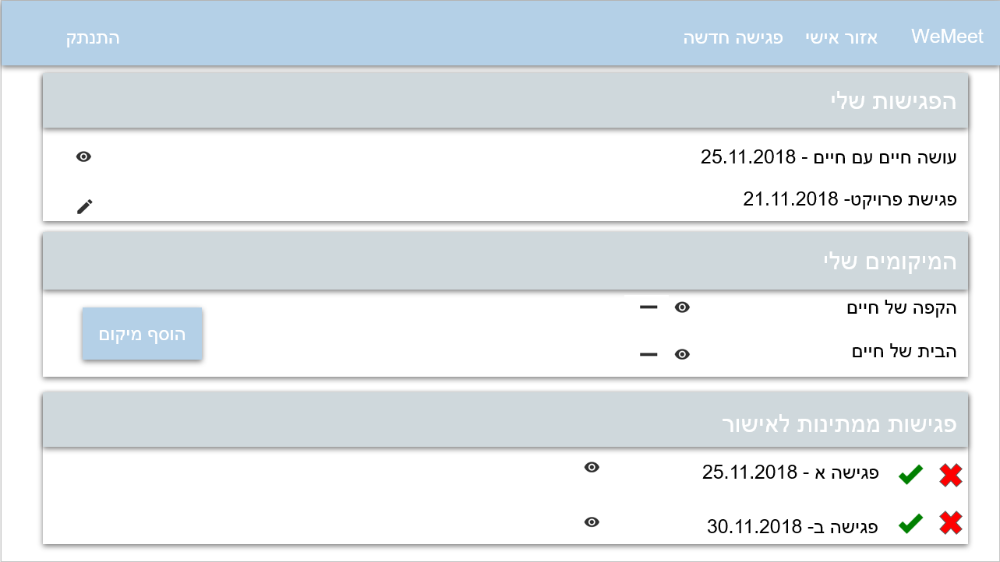 WeMeet אזור אישי פגישה חדשה התנתק
הפגישות שלי
עושה חיים עם חיים - 25.11.2018
פגישת פרויקט- 21.11.2018
המיקומים שלי
הקפה של חיים
הבית של חיים
הוסף מיקום
פגישות ממתינות לאישור
פגישה א - 25.11.2018
פגישה ב- 30.11.2018